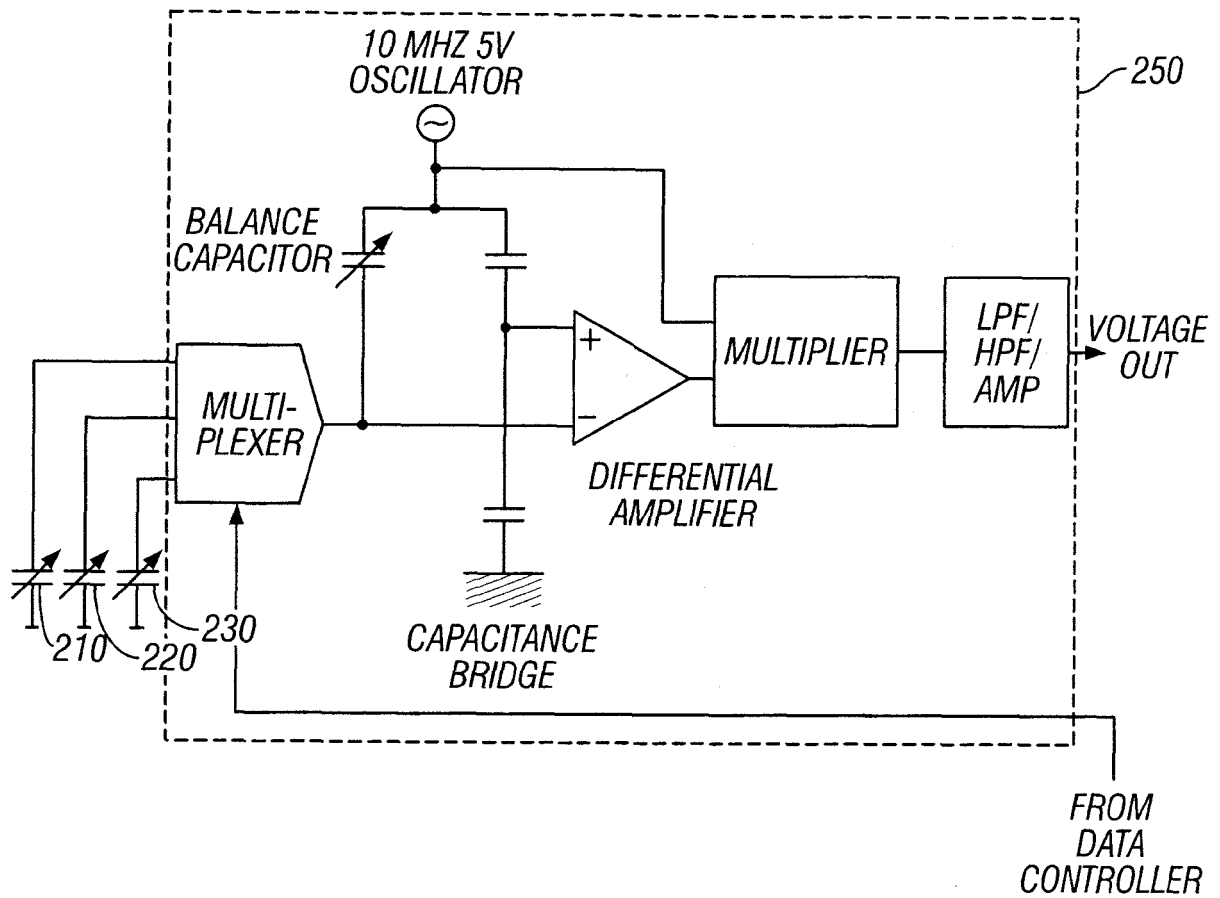 10 MHZ 5V
OSCILLATOR
250
BALANCE
CAPACITOR
MULTI-
PLEXER
+
−
DIFFERENTIAL
AMPLIFIER
MULTIPLIER
LPF/
HPF/
AMP
VOLTAGE
OUT
210
220
230
CAPACITANCE
BRIDGE
FROM
DATA
CONTROLLER